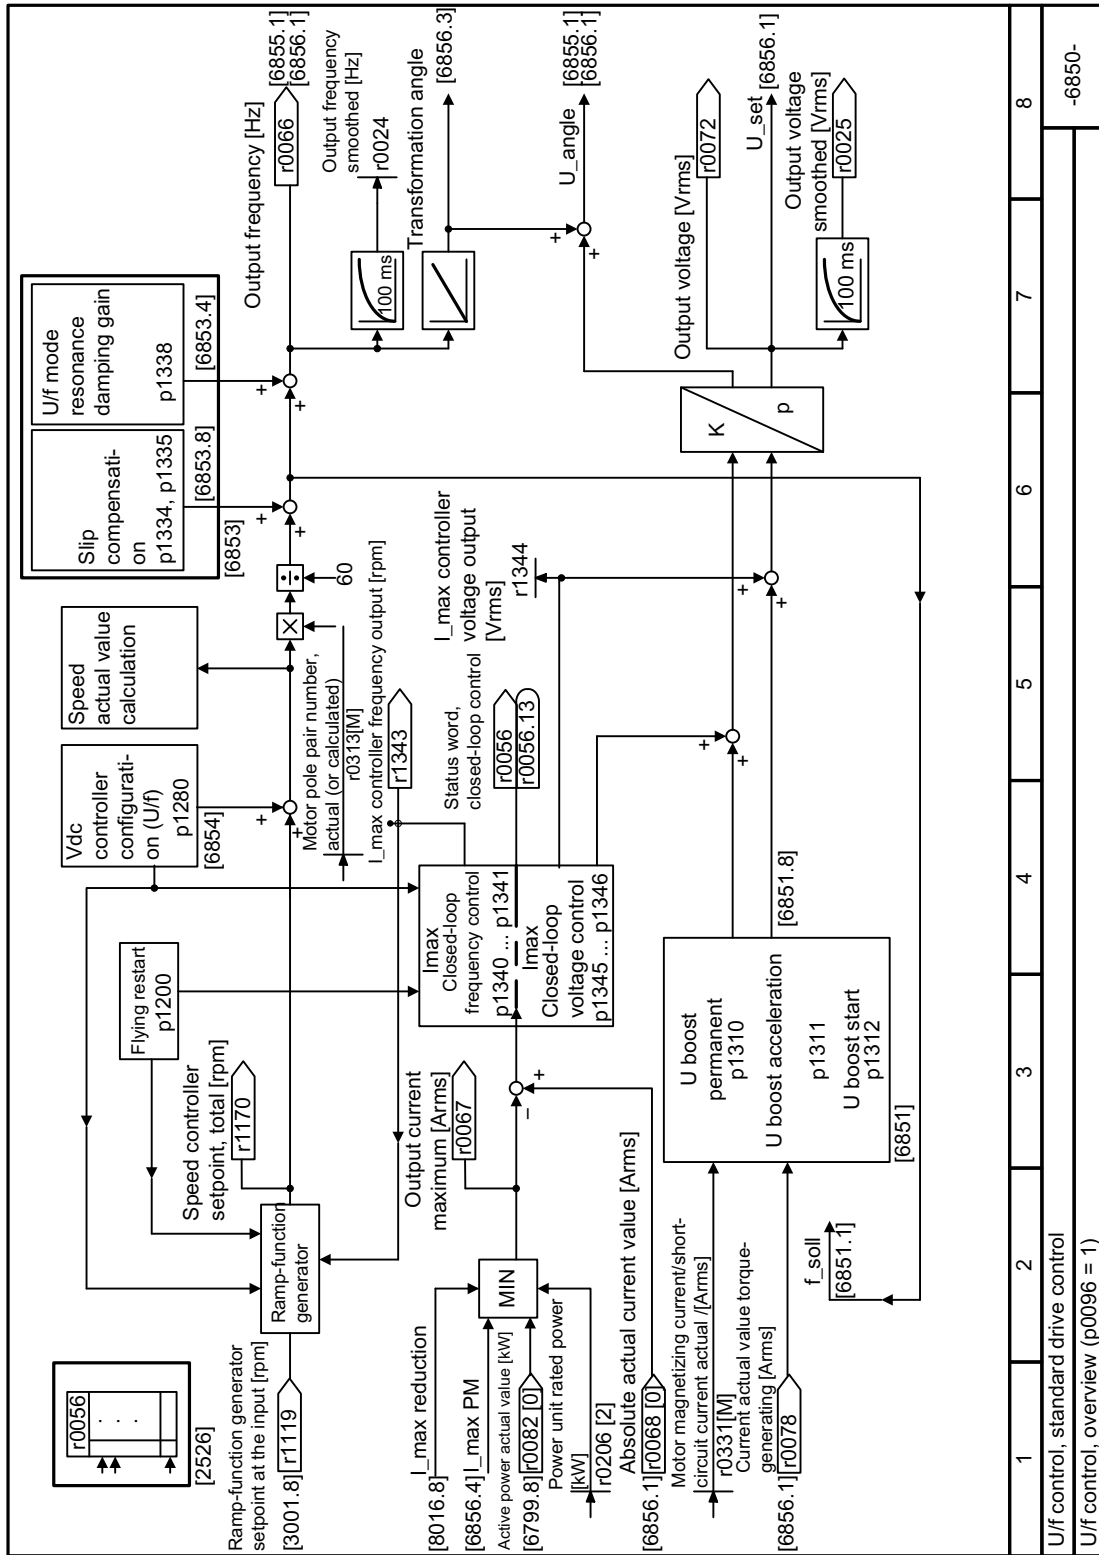 r0056
. . .
[2526]
Ramp-function generator
setpoint at the input [rpm]
[3001.8]
r1119
Ramp-function
generator
Speed controller
setpoint, total [rpm]
r1170
Flying restart
p1200
Vdc
controller
configurati-
on (U/f)
p1280
[6854]
Speed
actual value
calculation
Slip
compensati-
on
p1334, p1335
[6853.8]
[6853]
U/f mode
resonance
damping gain
p1338
[6853.4]
+
+
60
+
+
+
+
Output frequency [Hz]
r0066
[6855.1]
[6856.1]
Motor pole pair number,
actual (or calculated)
r0313[M]
I_max controller frequency output [rpm]
r1343
100 ms
Output frequency
smoothed [Hz]
r0024
Transformation angle
[6856.3]
I_max reduction
[8016.8]
I_max PM
[6856.4]
Active power actual value [kW]
[6799.8]
r0082 [0]
Power unit rated power
[kW]
r0206 [2]
MIN
Output current
maximum [Arms]
r0067
–
+
Absolute actual current value [Arms]
[6856.1]
r0068 [0]
Imax
Closed-loop
frequency control
p1340 ... p1341
Imax
Closed-loop
voltage control
p1345 ... p1346
Status word,
closed-loop control
r0056
r0056.13
I_max controller
voltage output
[Vrms]
r1344
+
+
U_angle
[6855.1]
[6856.1]
Motor magnetizing current/short-
circuit current actual /[Arms]
r0331[M]
Current actual value torque-
generating [Arms]
[6856.1]
r0078
U boost
permanent
p1310
U boost acceleration
p1311
U boost start
p1312
[6851]
[6851.8]
+
+
+
+
K
p
Output voltage [Vrms]
r0072
U_set
[6856.1]
Output voltage
smoothed [Vrms]
r0025
100 ms
f_soll
[6851.1]
1
2
3
4
5
6
7
8
U/f control, standard drive control
U/f control, overview (p0096 = 1)
-6850-